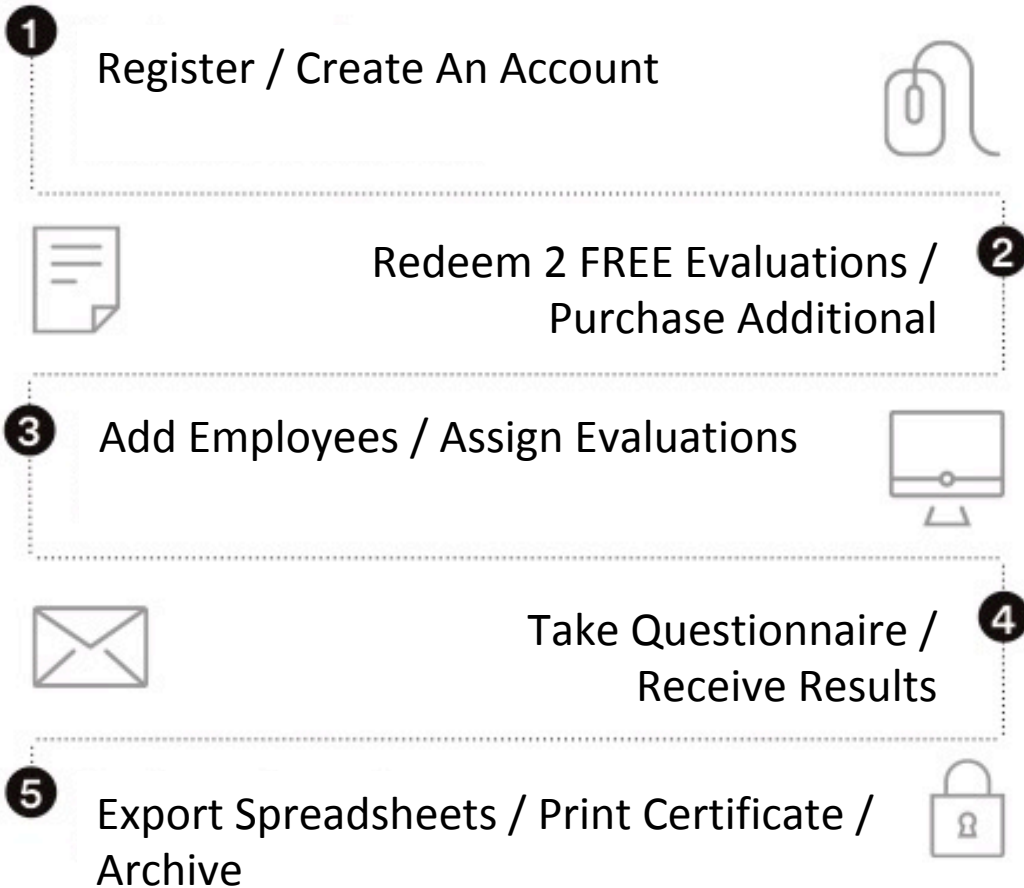 1
Register / Create An Account
2
Redeem 2 FREE Evaluations /
Purchase Additional
3
Add Employees / Assign Evaluations
4
Take Questionnaire /
Receive Results
5
Export Spreadsheets / Print Certificate /
Archive